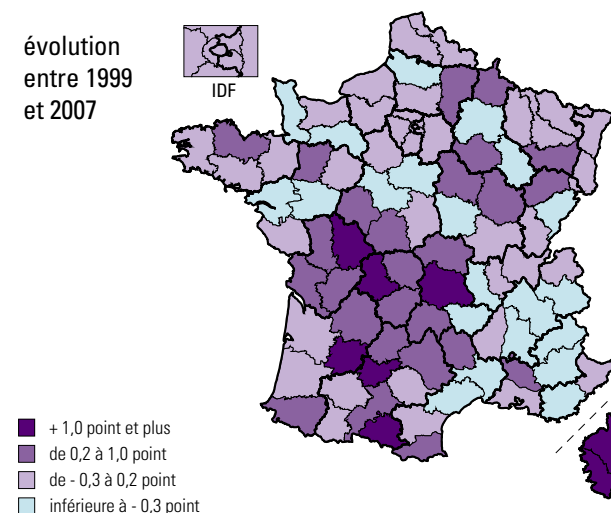 évolution
entre 1999
et 2007
IDF
+ 1,0 point et plus
de 0,2 à 1,0 point
de - 0,3 à 0,2 point
inférieure à - 0,3 point